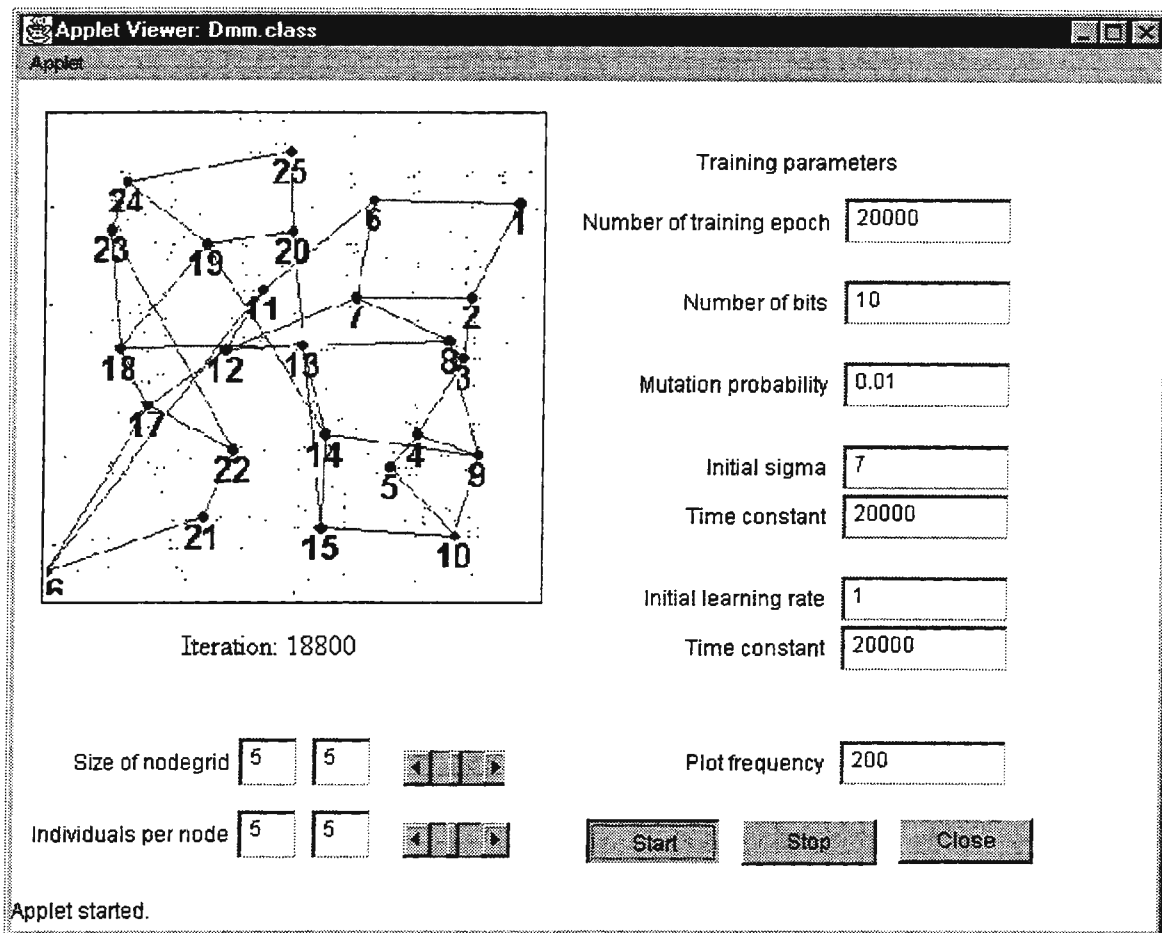 Applet Viewer: Dmm.class
Applet
25
24
6
1
23
19
20
11
7
2
18
12
13
8
3
17
14
4
9
22
5
21
15
10
6
Iteration: 18800
Training parameters
Number of training epoch 20000
Number of bits 10
Mutation probability 0.01
Initial sigma 7
Time constant 20000
Initial learning rate 1
Time constant 20000
Size of nodegrid 5 5
Plot frequency 200
Individuals per node 5 5
Start Stop Close
Applet started.